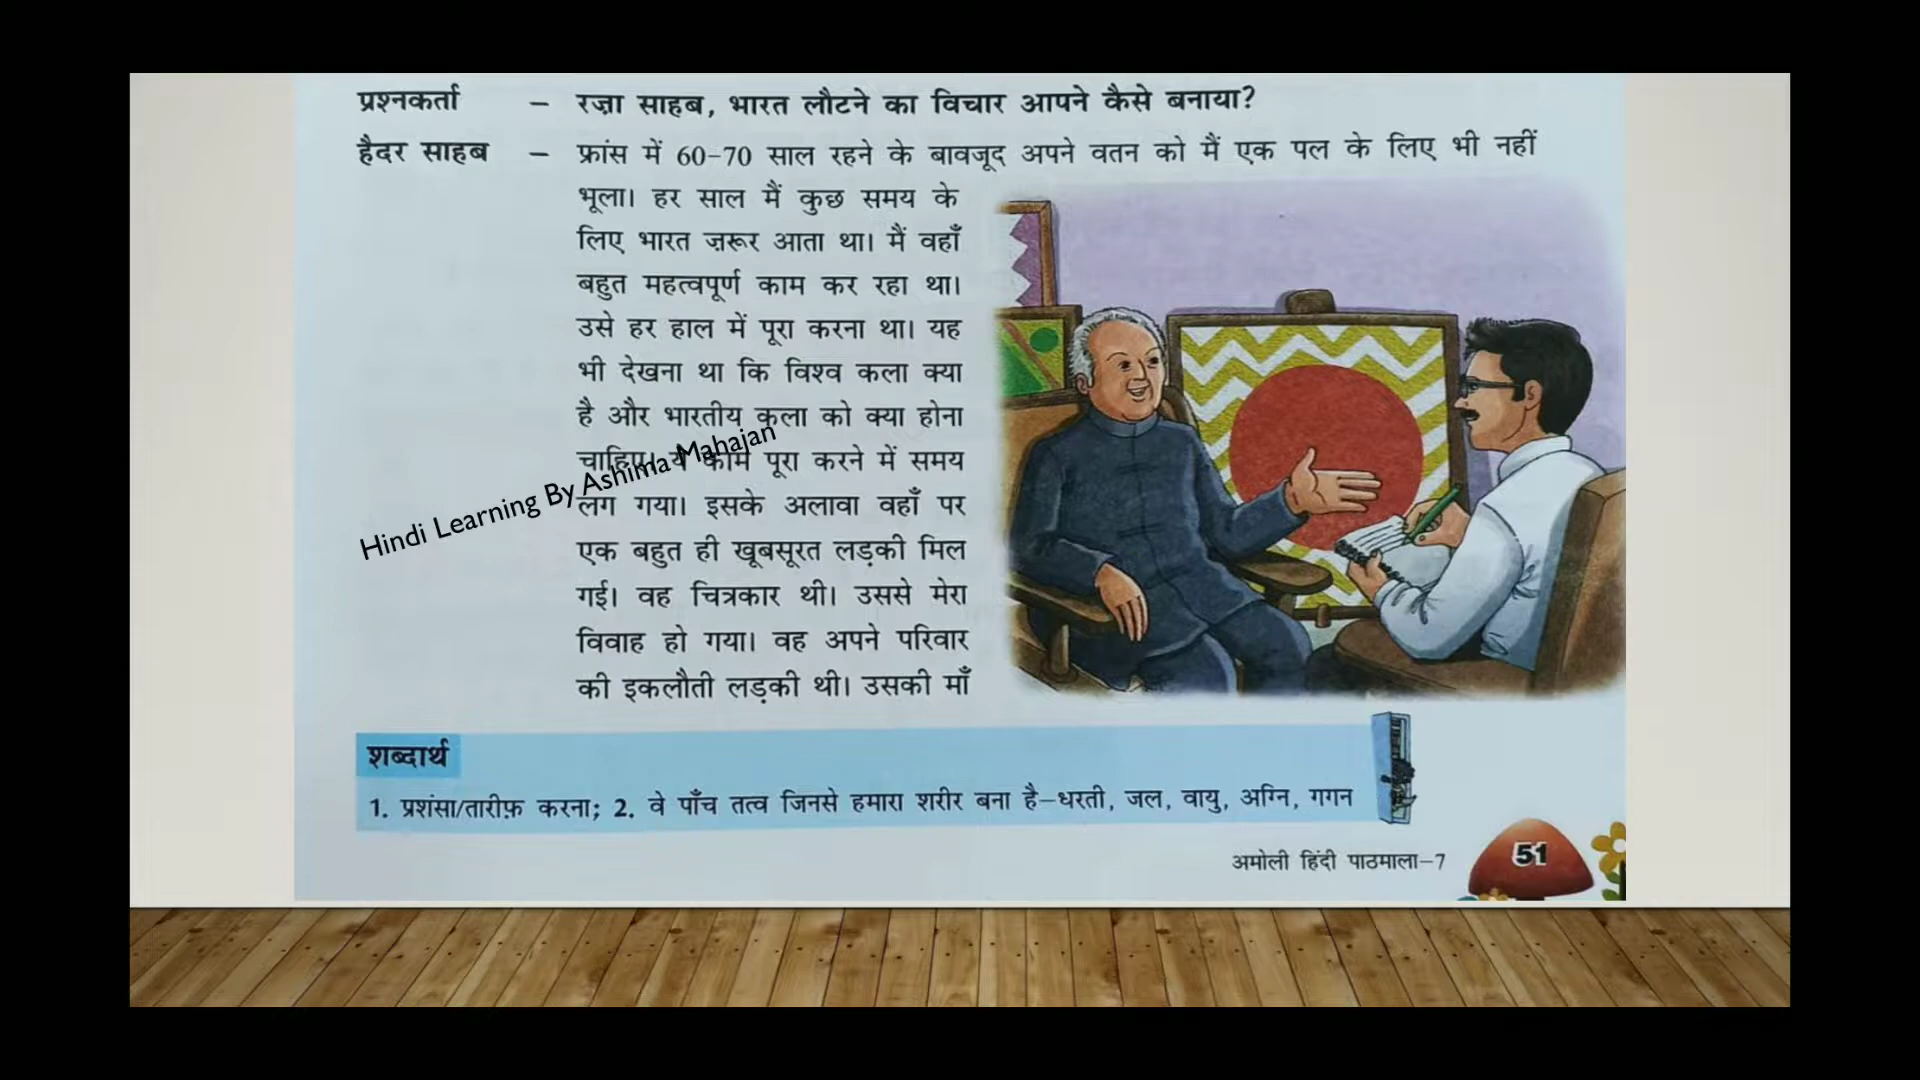 प्रश्नकर्ता – रज़ा साहब, भारत लौटने का विचार आपने कैसे बनाया?
हैदर साहब – फ्रांस में 60-70 साल रहने के बावजूद अपने वतन को मैं एक पल के लिए भी नहीं
भूला। हर साल मैं कुछ समय के
लिए भारत ज़रूर आता था। मैं वहाँ
बहुत महत्वपूर्ण काम कर रहा था।
उसे हर हाल में पूरा करना था। यह
भी देखना था कि विश्व कला क्या
है और भारतीय कला को क्या होना
चाहिए। ये काम पूरा करने में समय
लग गया। इसके अलावा वहाँ पर
एक बहुत ही खूबसूरत लड़की मिल
गई। वह चित्रकार थी। उससे मेरा
विवाह हो गया। वह अपने परिवार
की इकलौती लड़की थी। उसकी माँ
Hindi Learning By Ashima Mahajan
शब्दार्थ
1. प्रशंसा/तारीफ़ करना; 2. वे पाँच तत्व जिनसे हमारा शरीर बना है—धरती, जल, वायु, अग्नि, गगन
अमोली हिंदी पाठमाला-7
51